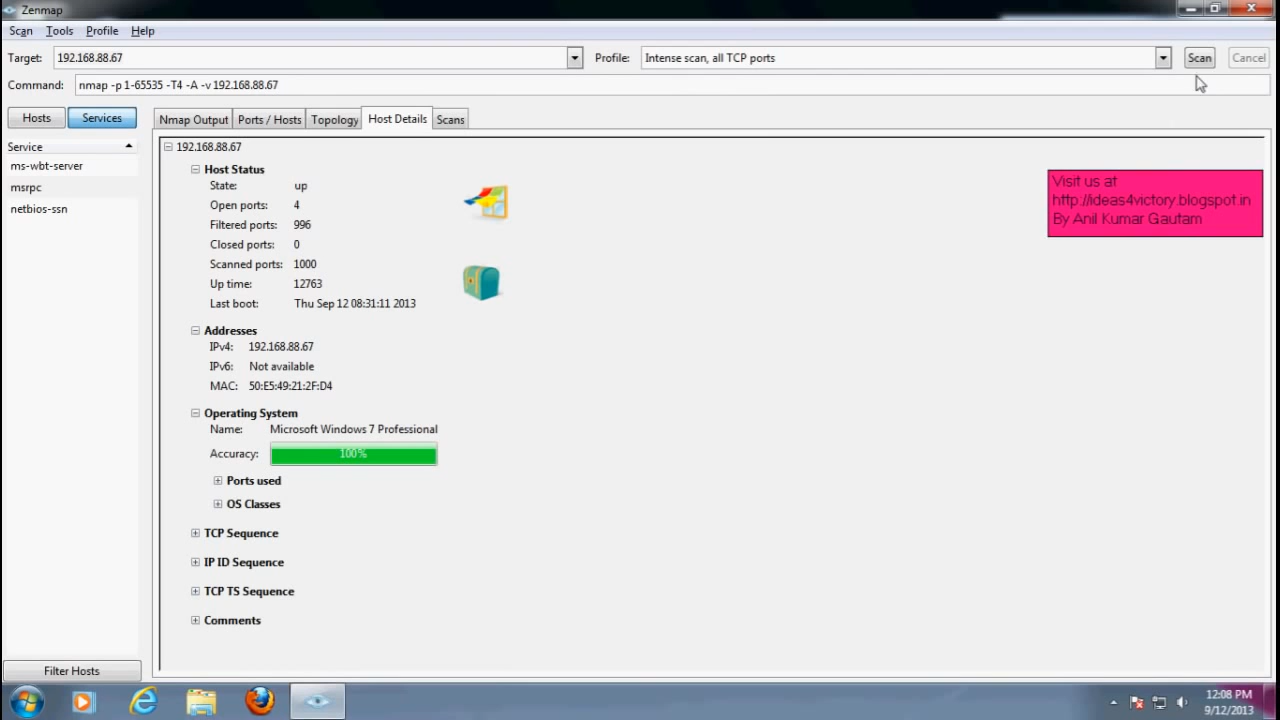 Zenmap
Scan Tools Profile Help
Target: 192.168.88.67 Profile: Intense scan, all TCP ports Scan Cancel
Command: nmap -p 1-65535 -T4 -A -v 192.168.88.67
Hosts Services
Nmap Output Ports / Hosts Topology Host Details Scans
Service
ms-wbt-server
msrpc
netbios-ssn
192.168.88.67
Host Status
State: up
Open ports: 4
Filtered ports: 996
Closed ports: 0
Scanned ports: 1000
Up time: 12763
Last boot: Thu Sep 12 08:31:11 2013
Addresses
IPv4: 192.168.88.67
IPv6: Not available
MAC: 50:E5:49:21:2F:D4
Operating System
Name: Microsoft Windows 7 Professional
Accuracy: 100%
Ports used
OS Classes
TCP Sequence
IP ID Sequence
TCP TS Sequence
Comments
Visit us at
http://ideas4victory.blogspot.in
By Anil Kumar Gautam
Filter Hosts
12:08 PM
9/12/2013